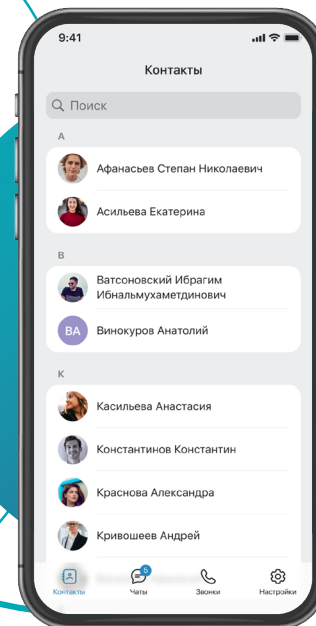 9:41
Контакты
Поиск
А
Афанасьев Степан Николаевич
Асильева Екатерина
В
Ватсоновский Ибрагим
Ибнальмухаметдинович
ВА
Винокуров Анатолий
К
Касильева Анастасия
Константинов Константин
Краснова Александра
Кривошеев Андрей
5
Контакты
Чаты
Звонки
Настройки